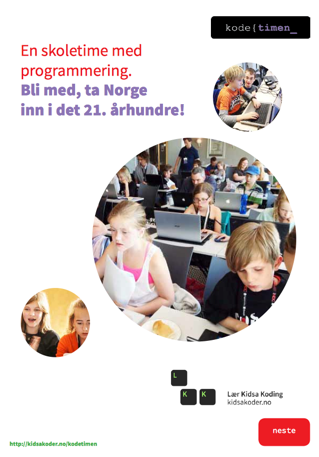 kode{timen_
En skoletime med
programmering.
Bli med, ta Norge
inn i det 21. århundre!
L
K K
Lær Kidsa Koding
kidsakoder.no
neste
http://kidsakoder.no/kodetimen